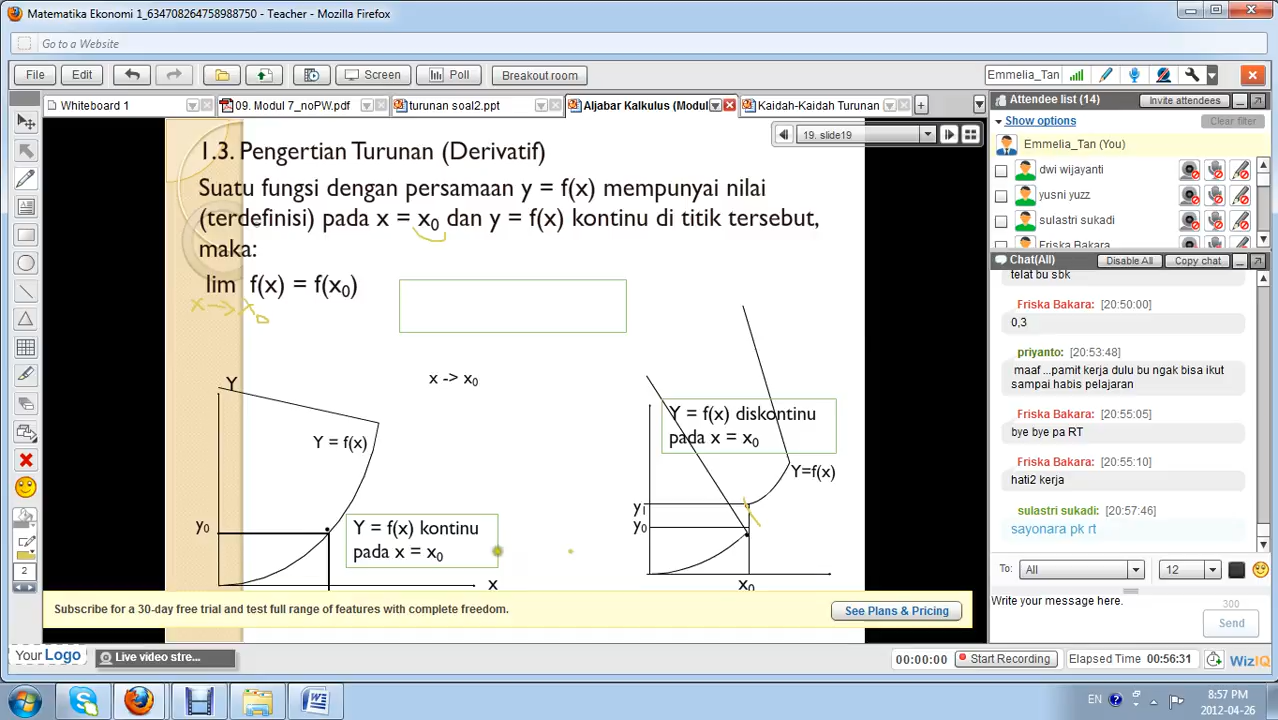 Matematika Ekonomi 1_634708264758988750 - Teacher - Mozilla Firefox
Go to a Website
File Edit Screen Poll Breakout room Emmelia_Tan
Whiteboard 1 09. Modul 7_noPW.pdf turunan soal2.ppt Aljabar Kalkulus (Modul Kaidah-Kaidah Turunan
19. slide19
1.3. Pengertian Turunan (Derivatif)
Suatu fungsi dengan persamaan y = f(x) mempunyai nilai
(terdefinisi) pada x = x₀ dan y = f(x) kontinu di titik tersebut,
maka:
lim f(x) = f(x₀)
x → x₀
x -> x₀
Y
Y = f(x)
y₀
Y = f(x) kontinu
pada x = x₀
x
Y = f(x) diskontinu
pada x = x₀
Y=f(x)
y₁
y₀
x₀
Subscribe for a 30-day free trial and test full range of features with complete freedom.
See Plans & Pricing
2
Your Logo
Live video stre...
00:00:00 Start Recording Elapsed Time 00:56:31 WizIQ
Attendee list (14) Invite attendees
Show options Clear filter
Emmelia_Tan (You)
dwi wijayanti
yusni yuzz
sulastri sukadi
Friska Bakara
Chat(All) Disable All Copy chat
telat bu sbk
Friska Bakara [20:50:00]
0,3
priyanto: [20:53:48]
maaf ...pamit kerja dulu bu ngak bisa ikut
sampai habis pelajaran
Friska Bakara: [20:55:05]
bye bye pa RT
Friska Bakara: [20:55:10]
hati2 kerja
sulastri sukadi: [20:57:46]
sayonara pk rt
To: All 12
Write your message here. 300
Send
EN 8:57 PM
2012-04-26